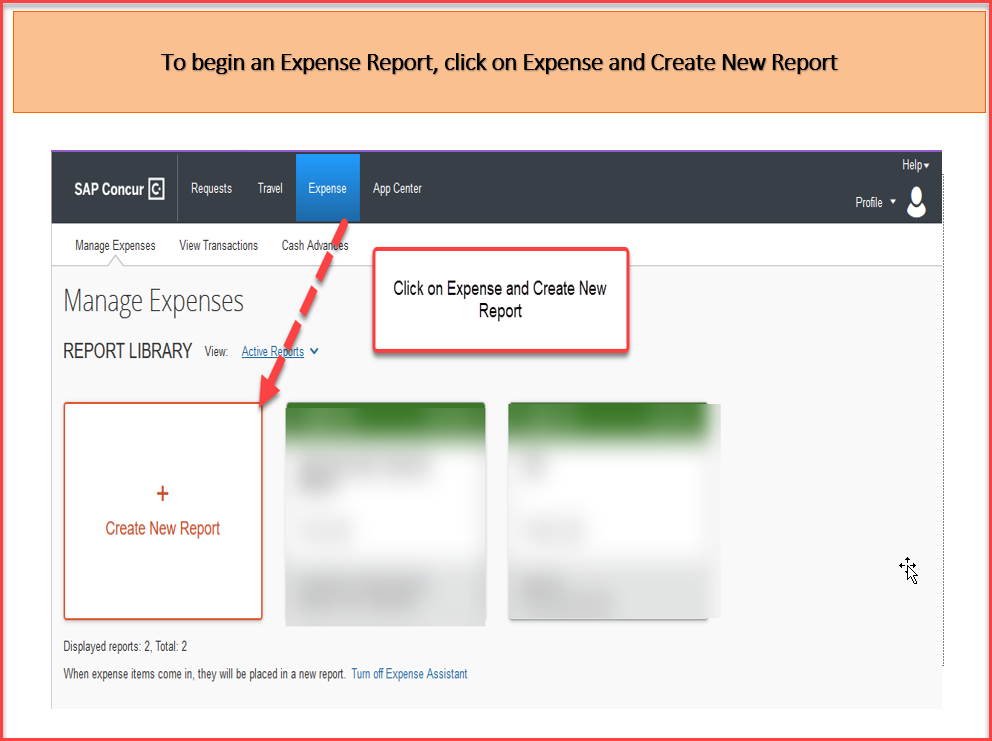 To begin an Expense Report, click on Expense and Create New Report
Help
SAP Concur C
Requests
Travel
Expense
App Center
Profile
Manage Expenses
View Transactions
Cash Advances
Click on Expense and Create New
Report
Manage Expenses
REPORT LIBRARY View: Active Reports
+
Create New Report
Displayed reports: 2, Total: 2
When expense items come in, they will be placed in a new report. Turn off Expense Assistant